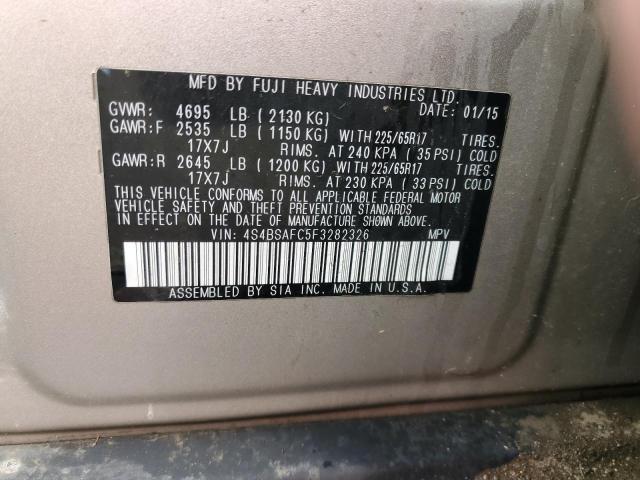 MFD BY FUJI HEAVY INDUSTRIES LTD.
GVWR: 4695 LB ( 2130 KG) DATE: 01/15
GAWR:F 2535 LB ( 1150 KG) WITH 225/65R17 TIRES.
17X7J RIMS. AT 240 KPA ( 35 PSI) COLD
GAWR:R 2645 LB ( 1200 KG) WITH 225/65R17 TIRES.
17X7J RIMS. AT 230 KPA ( 33 PSI) COLD
THIS VEHICLE CONFORMS TO ALL APPLICABLE FEDERAL MOTOR
VEHICLE SAFETY AND THEFT PREVENTION STANDARDS
IN EFFECT ON THE DATE OF MANUFACTURE SHOWN ABOVE.
VIN: 4S4BSAFC5F3282326 MPV
ASSEMBLED BY SIA INC. MADE IN U.S.A.